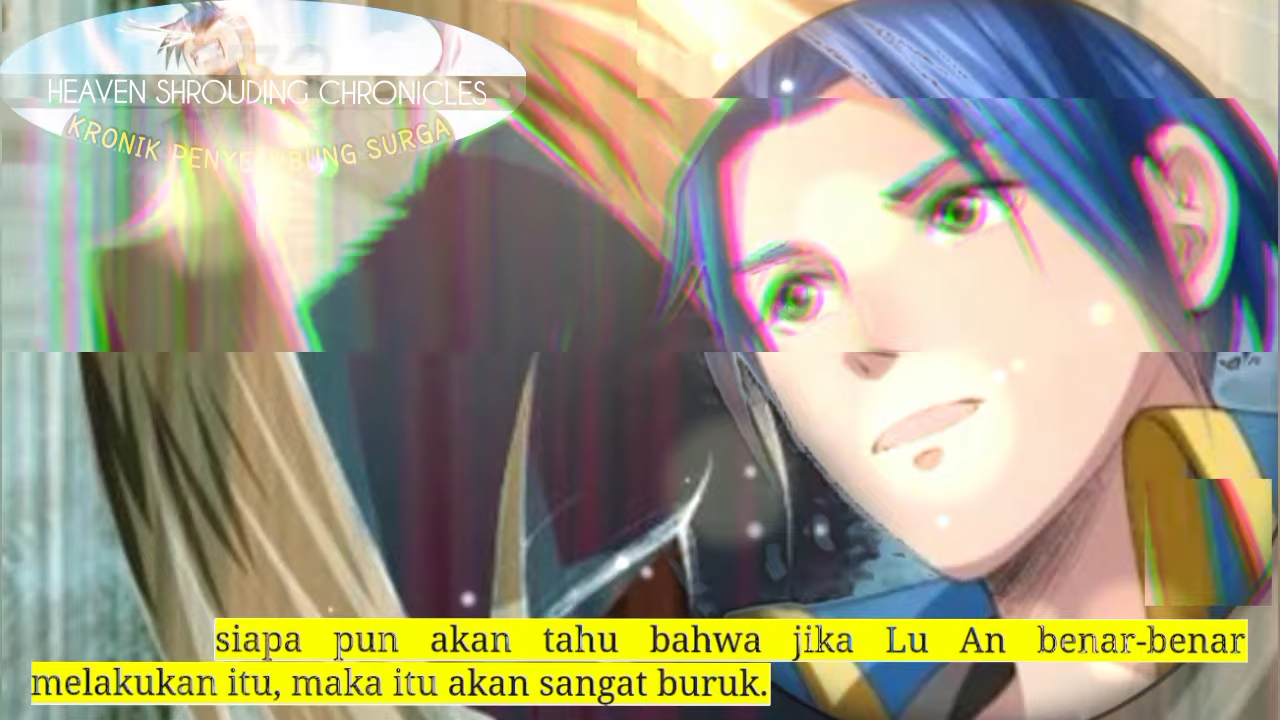 HEAVEN SHROUDING CHRONICLES
KRONIK SURGA
siapa pun akan tahu bahwa jika Lu An benar-benar
melakukan itu, maka itu akan sangat buruk.